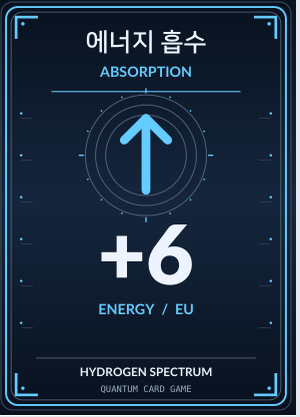 에너지 흡수
ABSORPTION
+6
ENERGY / EU
HYDROGEN SPECTRUM
QUANTUM CARD GAME